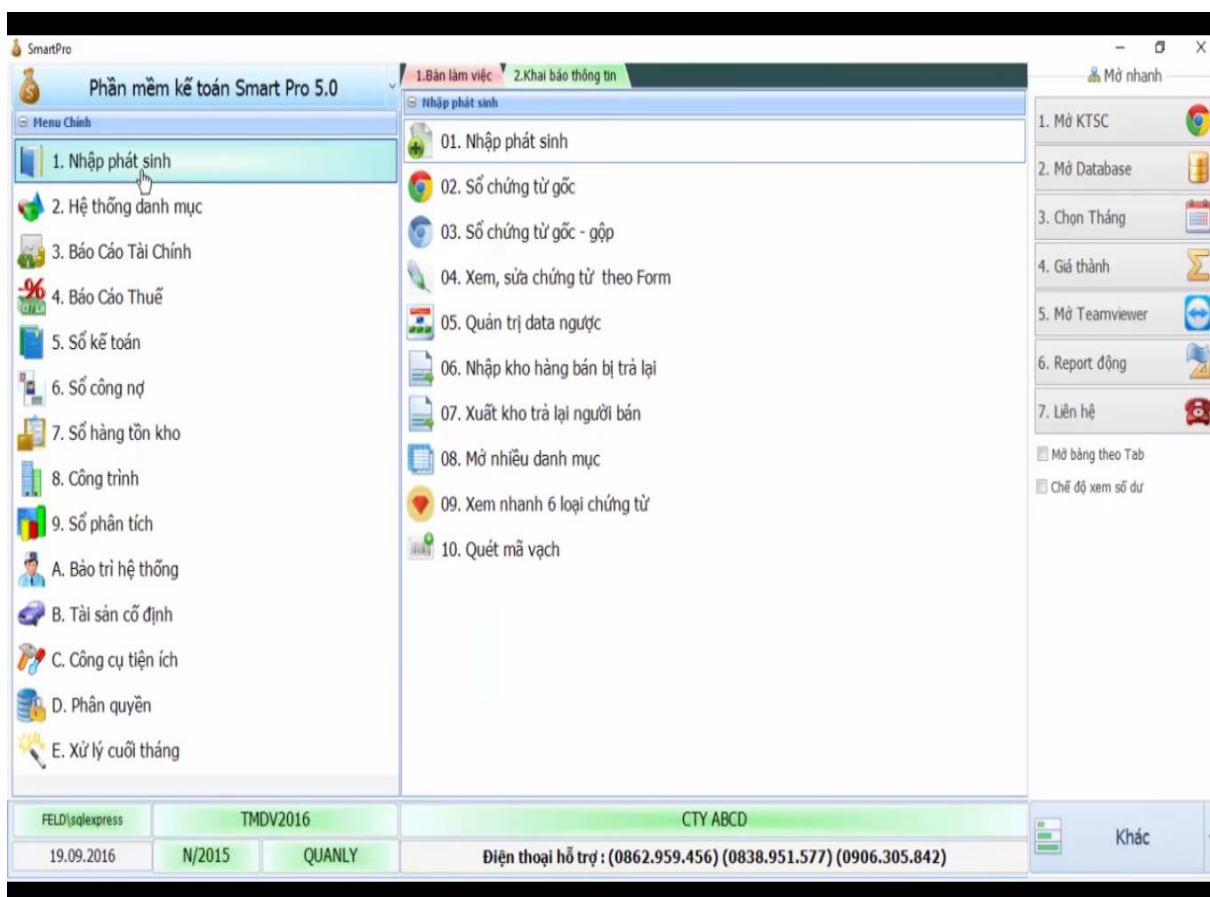 SmartPro
Phần mềm kế toán Smart Pro 5.0
Menu Chính
1. Nhập phát sinh
2. Hệ thống danh mục
3. Báo Cáo Tài Chính
4. Báo Cáo Thuế
5. Sổ kế toán
6. Sổ công nợ
7. Sổ hàng tồn kho
8. Công trình
9. Sổ phân tích
A. Bảo trì hệ thống
B. Tài sản cố định
C. Công cụ tiện ích
D. Phân quyền
E. Xử lý cuối tháng
1.Bàn làm việc
2.Khai báo thông tin
Nhập phát sinh
01. Nhập phát sinh
02. Sổ chứng từ gốc
03. Sổ chứng từ gốc - gộp
04. Xem, sửa chứng từ theo Form
05. Quản trị data ngược
06. Nhập kho hàng bán bị trả lại
07. Xuất kho trả lại người bán
08. Mở nhiều danh mục
09. Xem nhanh 6 loại chứng từ
10. Quét mã vạch
Mở nhanh
1. Mở KTSC
2. Mở Database
3. Chọn Tháng
4. Giá thành
5. Mở Teamviewer
6. Report động
7. Liên hệ
Mở bảng theo Tab
Chế độ xem số dư
FELD\sqlexpress
TMDV2016
CTY ABCD
19.09.2016
N/2015
QUANLY
Điện thoại hỗ trợ : (0862.959.456) (0838.951.577) (0906.305.842)
Khác